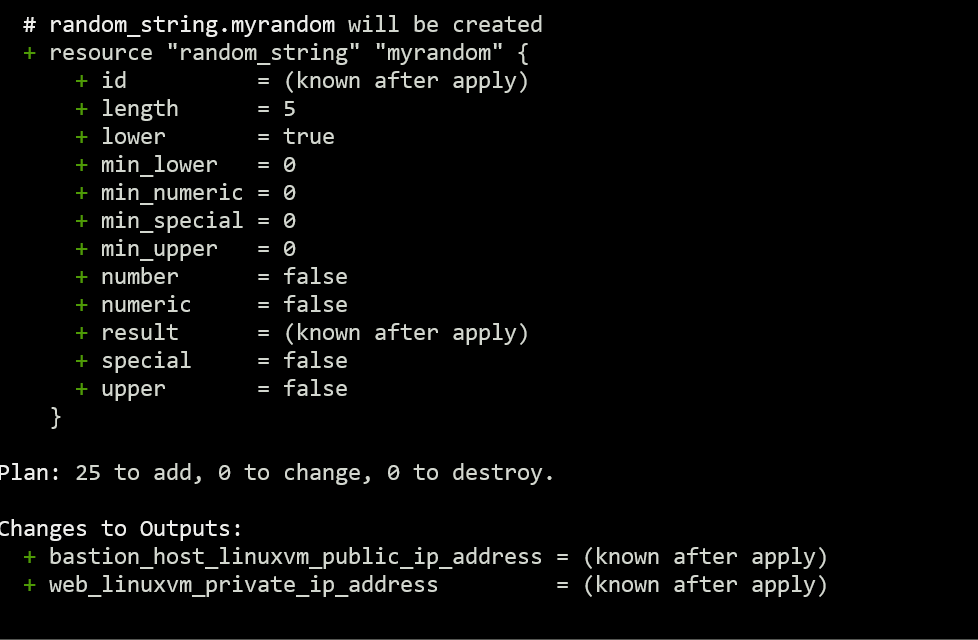 # random_string.myrandom will be created
+ resource "random_string" "myrandom" {
+ id = (known after apply)
+ length = 5
+ lower = true
+ min_lower = 0
+ min_numeric = 0
+ min_special = 0
+ min_upper = 0
+ number = false
+ numeric = false
+ result = (known after apply)
+ special = false
+ upper = false
}
Plan: 25 to add, 0 to change, 0 to destroy.
Changes to Outputs:
+ bastion_host_linuxvm_public_ip_address = (known after apply)
+ web_linuxvm_private_ip_address = (known after apply)